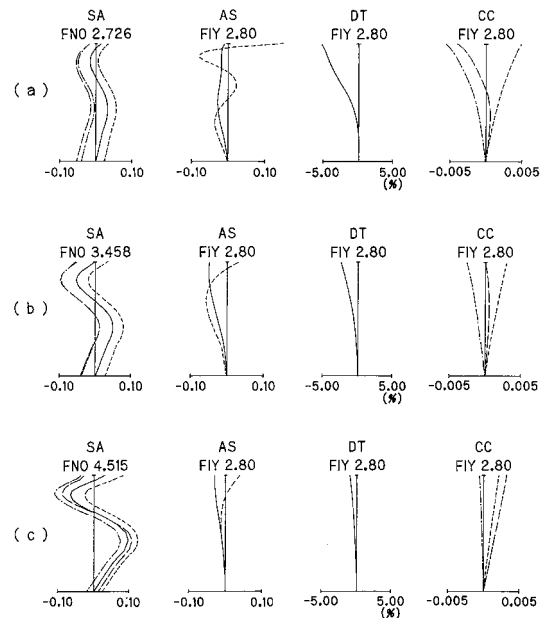 SA AS DT CC
FNO 2.726 FIY 2.80 FIY 2.80 FIY 2.80
(a)
-0.10 0.10 -0.10 0.10 -5.00 5.00 -0.005 0.005
(%)
SA AS DT CC
FNO 3.458 FIY 2.80 FIY 2.80 FIY 2.80
(b)
-0.10 0.10 -0.10 0.10 -5.00 5.00 -0.005 0.005
(%)
SA AS DT CC
FNO 4.515 FIY 2.80 FIY 2.80 FIY 2.80
(c)
-0.10 0.10 -0.10 0.10 -5.00 5.00 -0.005 0.005
(%)